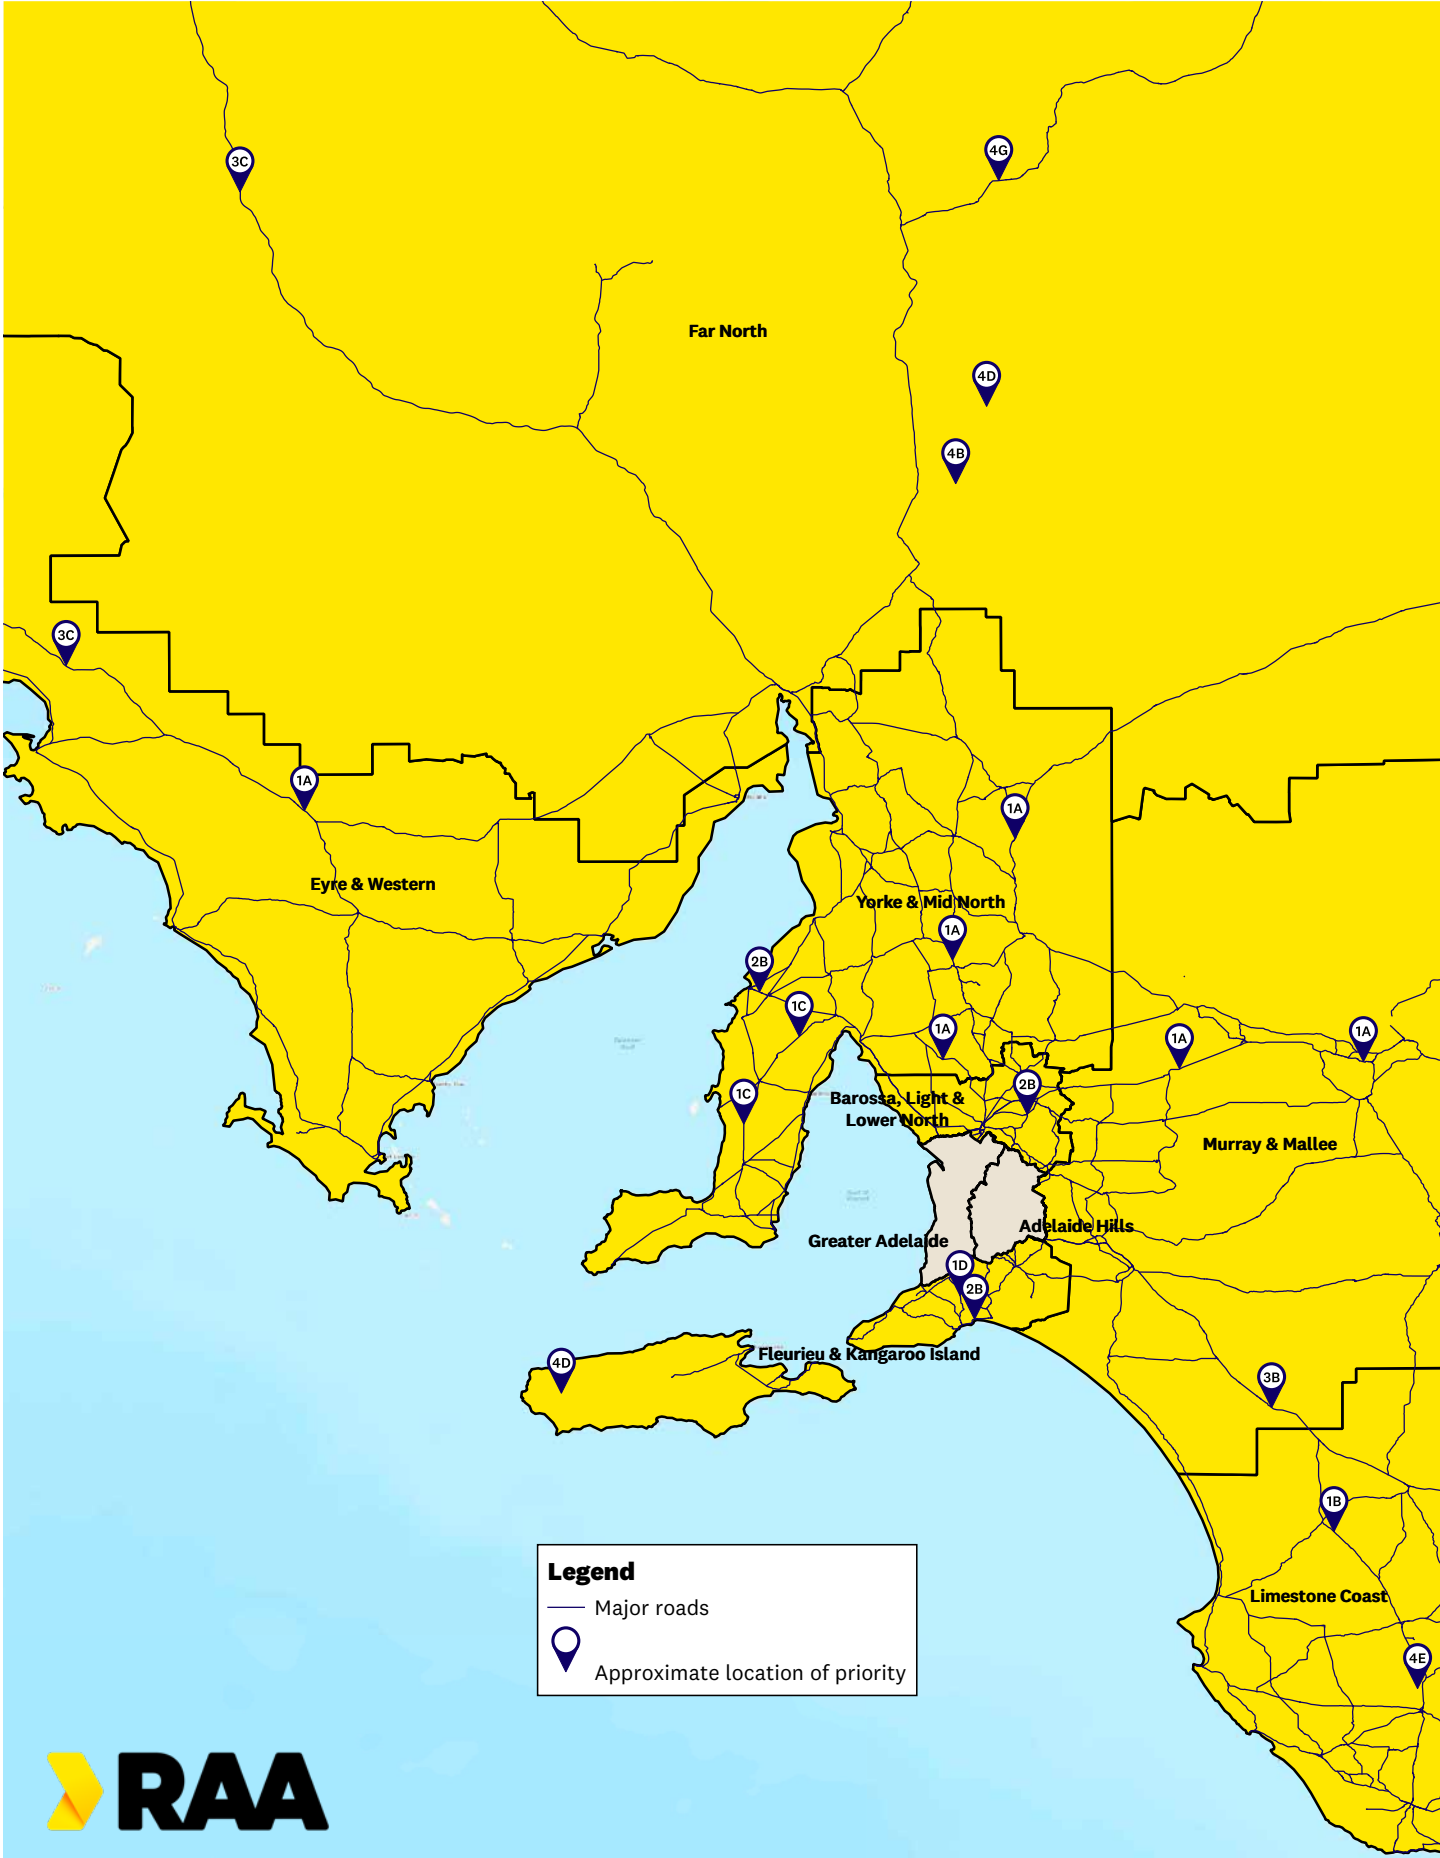 4G
3C
Far North
4D
4B
3C
1A
1A
Eyre & Western
Yorke & Mid North
1A
2B
1C
1A
1A
1A
2B
1C
Barossa, Light &
Lower North
Murray & Mallee
Adelaide Hills
Greater Adelaide
1D
2B
Fleurieu & Kangaroo Island
4D
3B
1B
Legend
Major roads
Approximate location of priority
Limestone Coast
4E
RAA